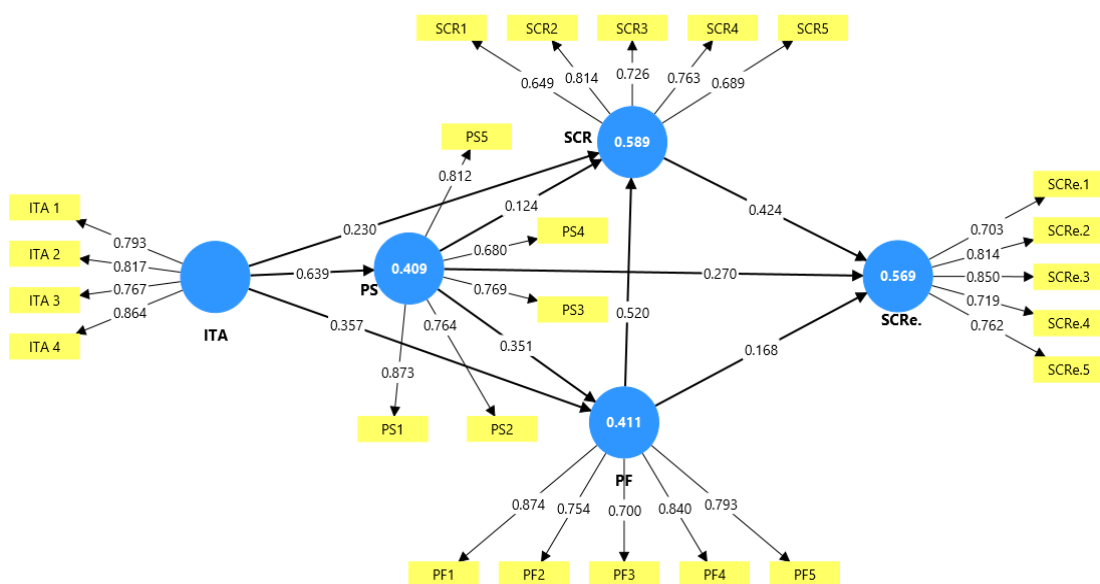 SCR1 SCR2 SCR3 SCR4 SCR5
0.649 0.814 0.726 0.763 0.689
SCR
0.589
PS5
0.812
ITA 1
ITA 2
ITA 3
ITA 4
0.793
0.817
0.767
0.864
ITA
0.230
0.639
0.357
0.124
0.409
PS
0.680
PS4
0.769
PS3
0.764
PS2
0.873
PS1
0.351
0.270
0.520
0.424
0.168
0.569
SCRe.
0.703
0.814
0.850
0.719
0.762
SCRe.1
SCRe.2
SCRe.3
SCRe.4
SCRe.5
0.411
PF
0.874 0.754 0.700 0.840 0.793
PF1 PF2 PF3 PF4 PF5